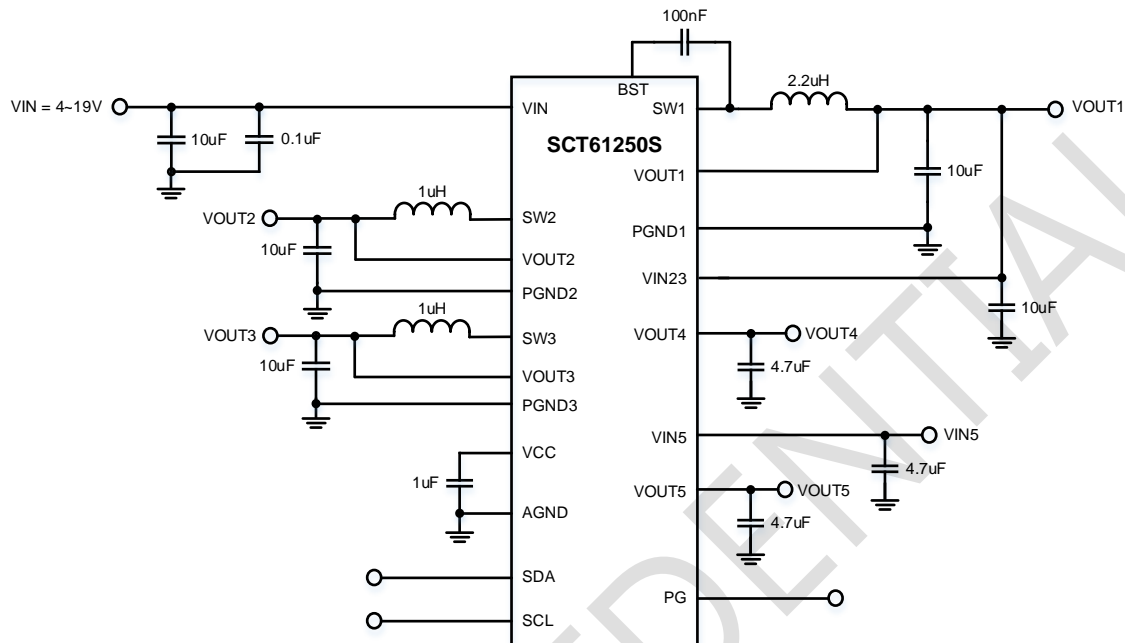 100nF
BST
2.2uH
VIN = 4~19V
VIN
SW1
VOUT1
SCT61250S
10uF
0.1uF
VOUT1
10uF
1uH
VOUT2
SW2
PGND1
10uF
VOUT2
VIN23
PGND2
1uH
10uF
VOUT3
SW3
VOUT4
VOUT4
10uF
4.7uF
VOUT3
PGND3
VIN5
VIN5
VCC
4.7uF
1uF
VOUT5
VOUT5
AGND
4.7uF
SDA
PG
SCL